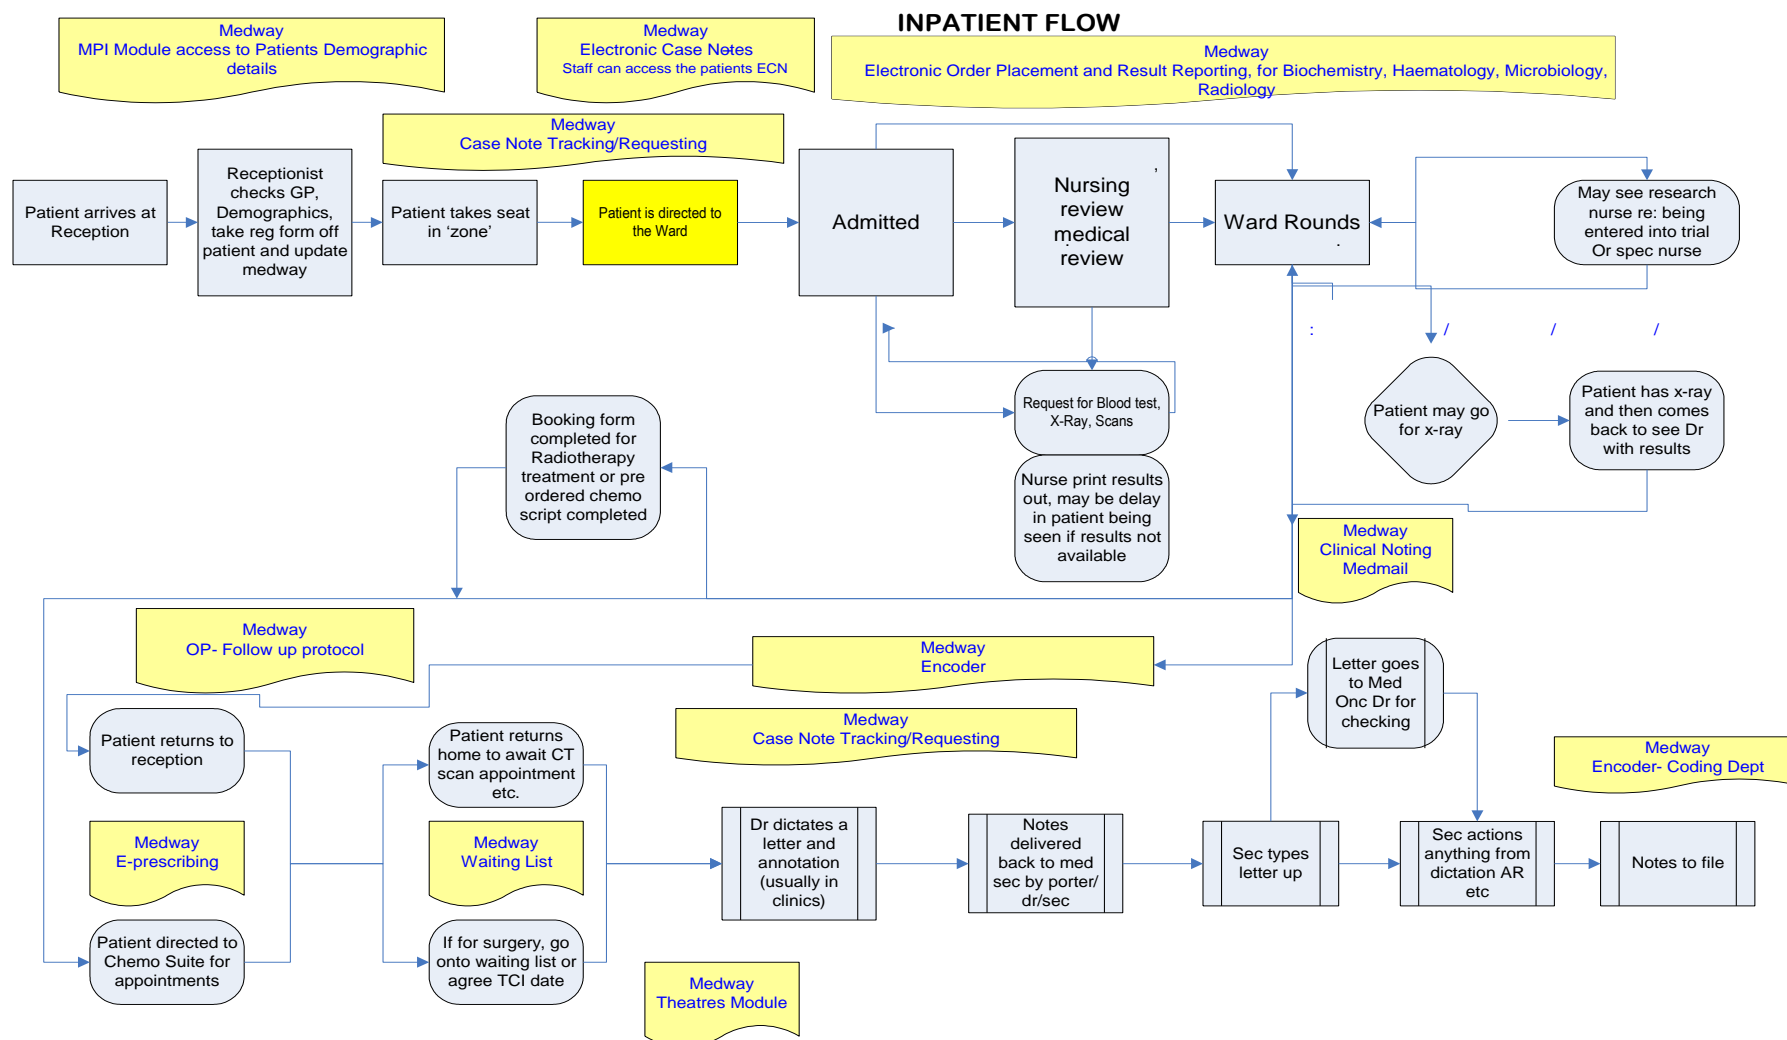 INPATIENT FLOW
Medway
MPI Module access to Patients Demographic
details
Medway
Electronic Case Notes
Staff can access the patients ECN
Medway
Electronic Order Placement and Result Reporting, for Biochemistry, Haematology, Microbiology,
Radiology
Medway
Case Note Tracking/Requesting
Patient arrives at
Reception
Receptionist
checks GP,
Demographics,
take reg form off
patient and update
medway
Patient takes seat
in ‘zone’
Patient is directed to
the Ward
Admitted
,
Nursing
review
medical
review
Ward Rounds
.
May see research
nurse re: being
entered into trial
Or spec nurse
: / / /
Request for Blood test,
X-Ray, Scans
Nurse print results
out, may be delay
in patient being
seen if results not
available
Patient may go
for x-ray
Patient has x-ray
and then comes
back to see Dr
with results
Booking form
completed for
Radiotherapy
treatment or pre
ordered chemo
script completed
Medway
Clinical Noting
Medmail
Medway
OP- Follow up protocol
Medway
Encoder
Letter goes
to Med
Onc Dr for
checking
Patient returns to
reception
Patient returns
home to await CT
scan appointment
etc.
Medway
Case Note Tracking/Requesting
Medway
Encoder- Coding Dept
Medway
E-prescribing
Medway
Waiting List
Dr dictates a
letter and
annotation
(usually in
clinics)
Notes
delivered
back to med
sec by porter/
dr/sec
Sec types
letter up
Sec actions
anything from
dictation AR
etc
Notes to file
Patient directed to
Chemo Suite for
appointments
If for surgery, go
onto waiting list or
agree TCI date
Medway
Theatres Module